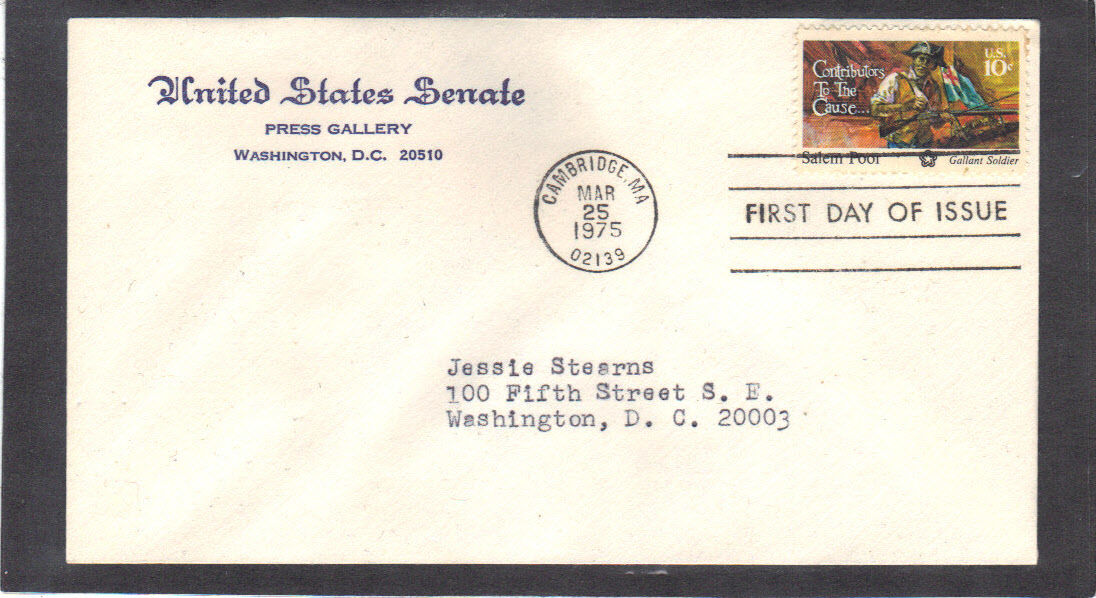 United States Senate
PRESS GALLERY
WASHINGTON, D.C. 20510
Contributors
To The
Cause...
U.S.
10c
Salem Poor
Gallant Soldier
CAMBRIDGE, MA
MAR
25
1975
02139
FIRST DAY OF ISSUE
Jessie Stearns
100 Fifth Street S. E.
Washington, D. C. 20003